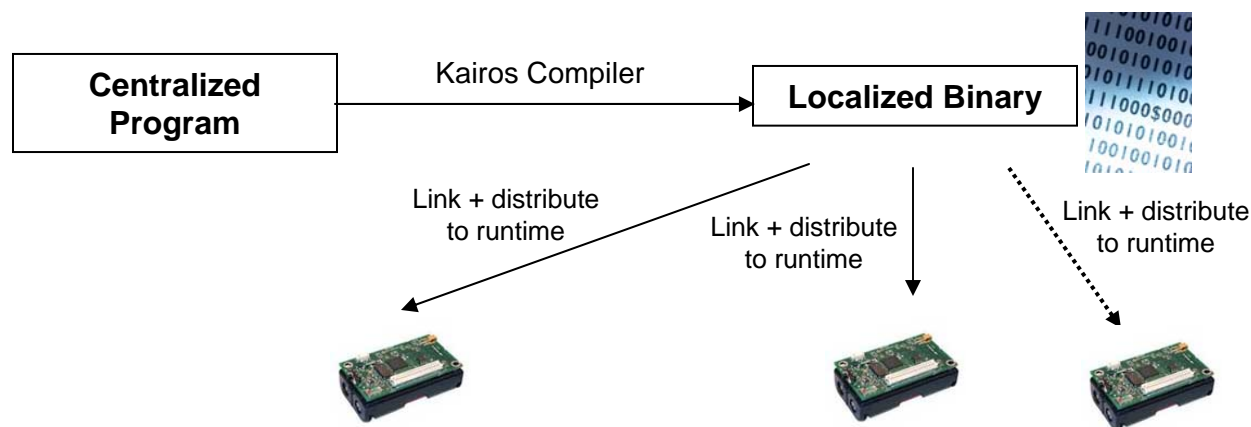 Centralized
Program
Kairos Compiler
Localized Binary
Link + distribute
to runtime
Link + distribute
to runtime
Link + distribute
to runtime